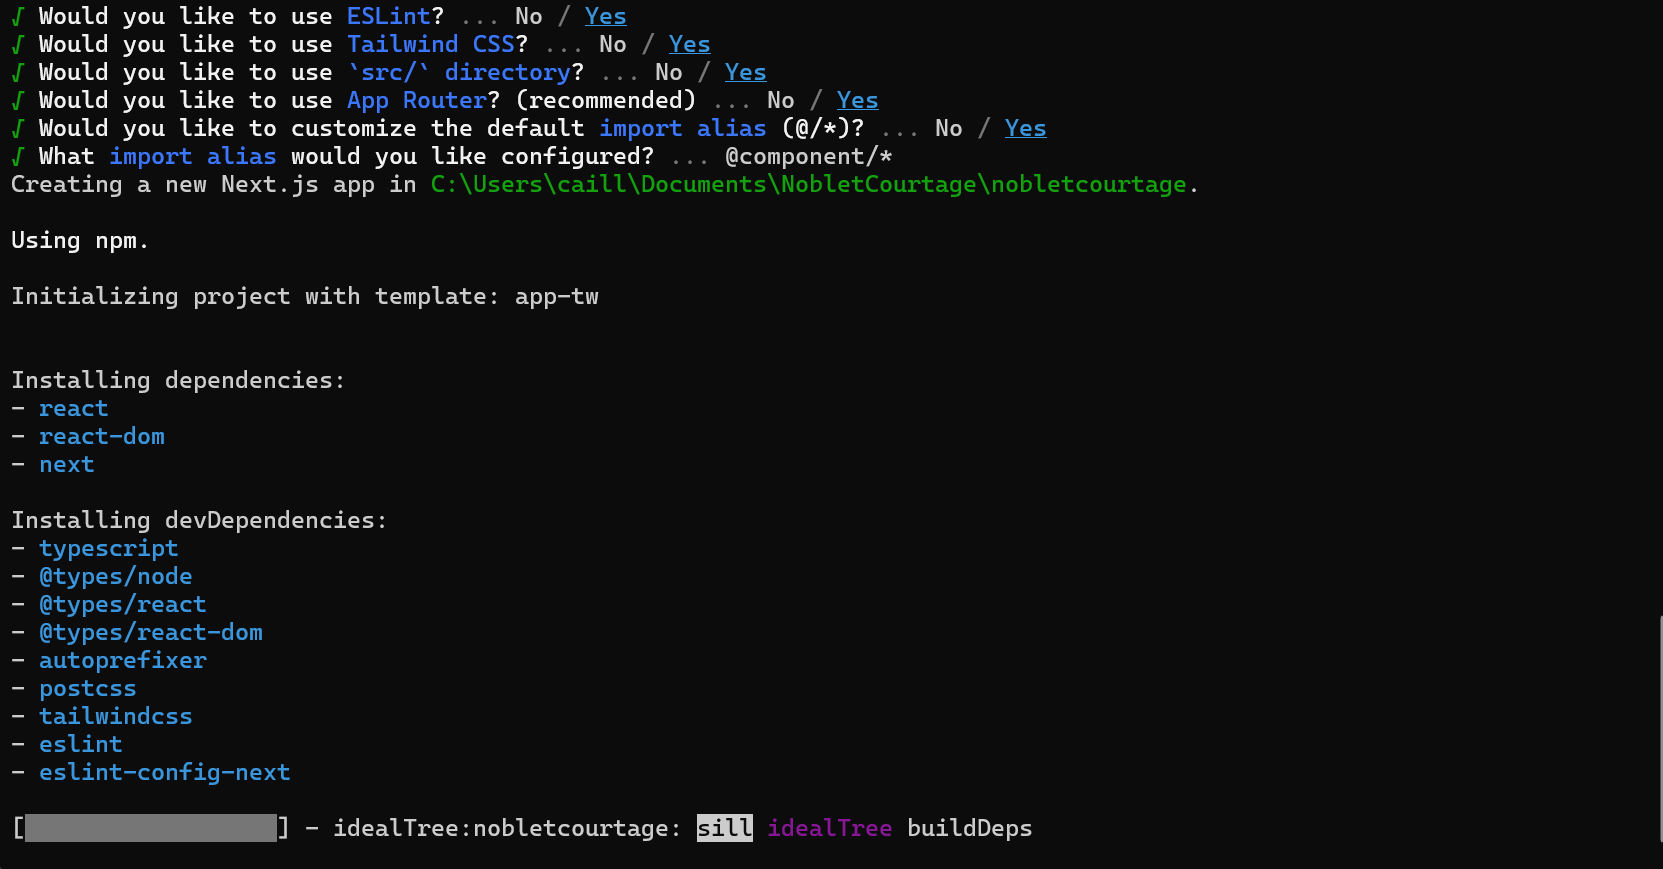 √ Would you like to use ESLint? ... No / Yes
√ Would you like to use Tailwind CSS? ... No / Yes
√ Would you like to use `src/` directory? ... No / Yes
√ Would you like to use App Router? (recommended) ... No / Yes
√ Would you like to customize the default import alias (@/*)? ... No / Yes
√ What import alias would you like configured? ... @component/*
Creating a new Next.js app in C:\Users\caill\Documents\NobletCourtage\nobletcourtage.
Using npm.
Initializing project with template: app-tw
Installing dependencies:
- react
- react-dom
- next
Installing devDependencies:
- typescript
- @types/node
- @types/react
- @types/react-dom
- autoprefixer
- postcss
- tailwindcss
- eslint
- eslint-config-next
[                  ] - idealTree:nobletcourtage: sill idealTree buildDeps